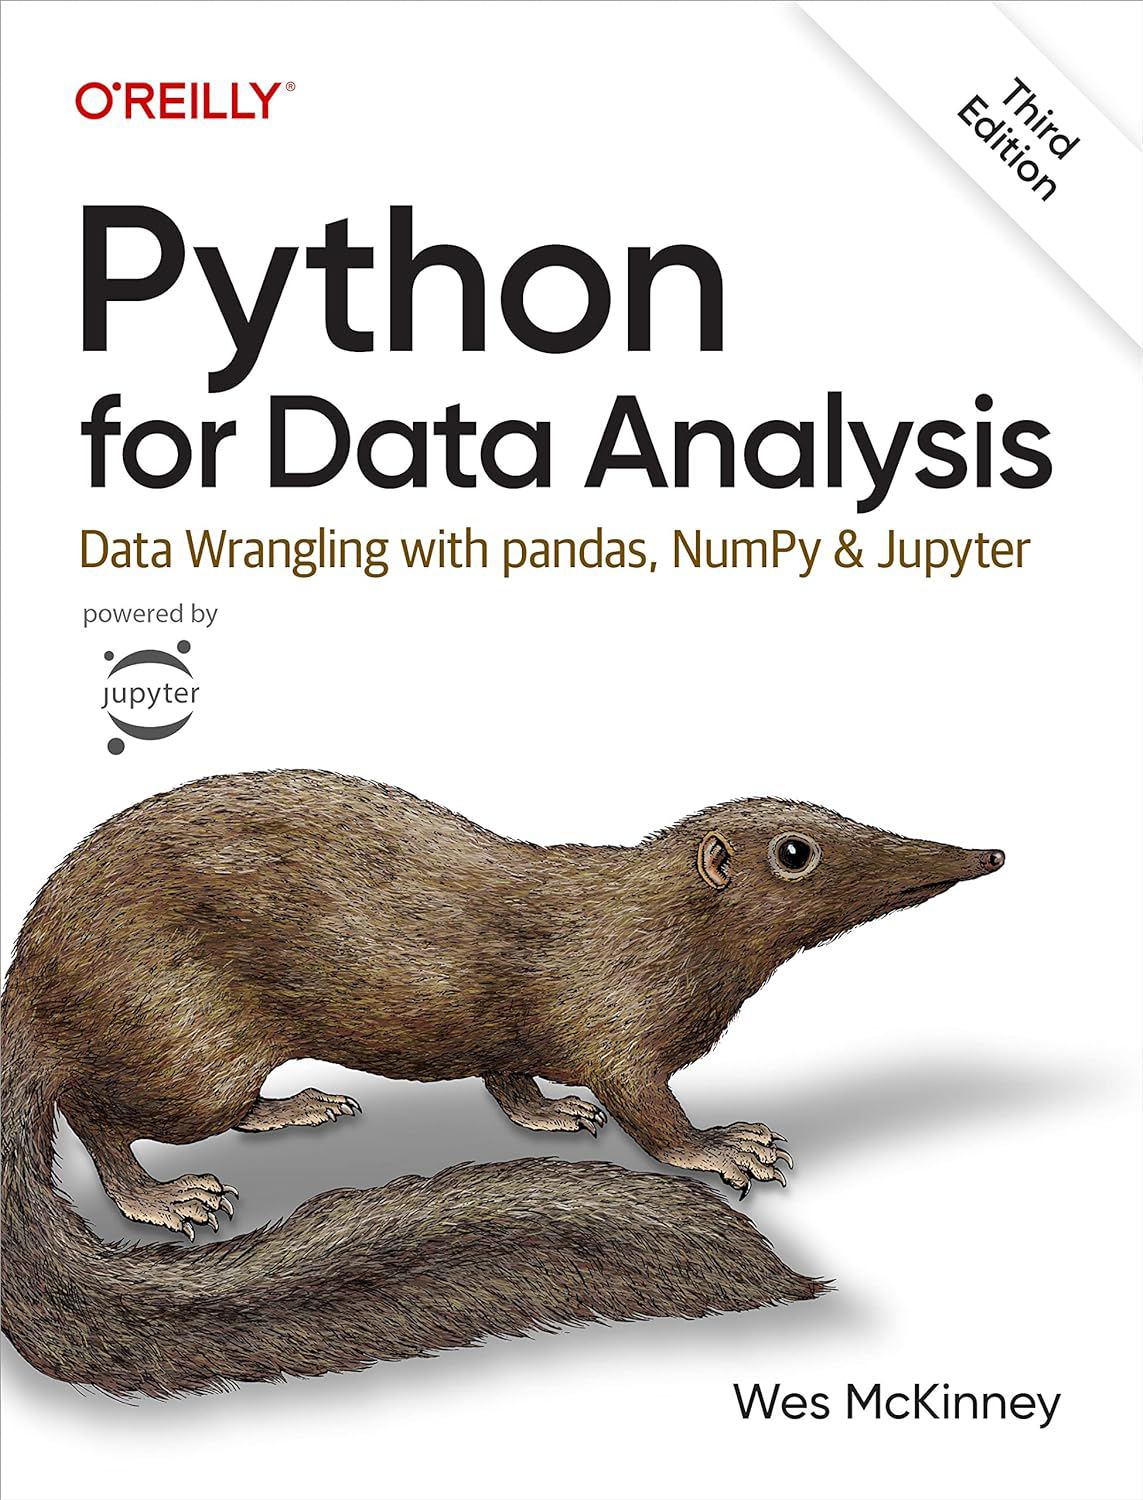 O'REILLY®
Third
Edition
Python
for Data Analysis
Data Wrangling with pandas, NumPy & Jupyter
powered by
jupyter
Wes McKinney